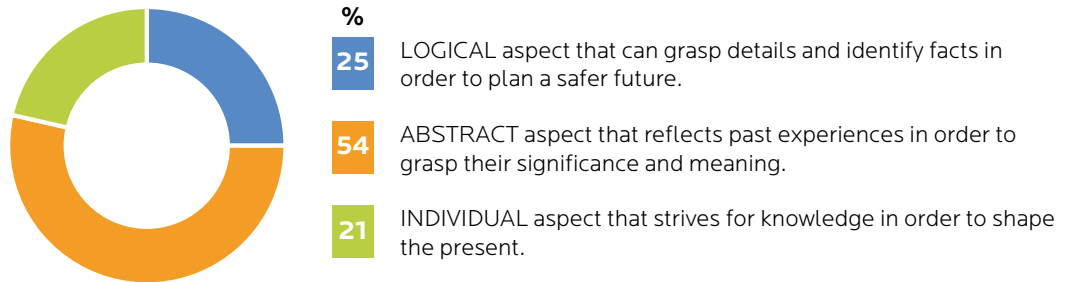 %
25 LOGICAL aspect that can grasp details and identify facts in
order to plan a safer future.
54 ABSTRACT aspect that reflects past experiences in order to
grasp their significance and meaning.
21 INDIVIDUAL aspect that strives for knowledge in order to shape
the present.